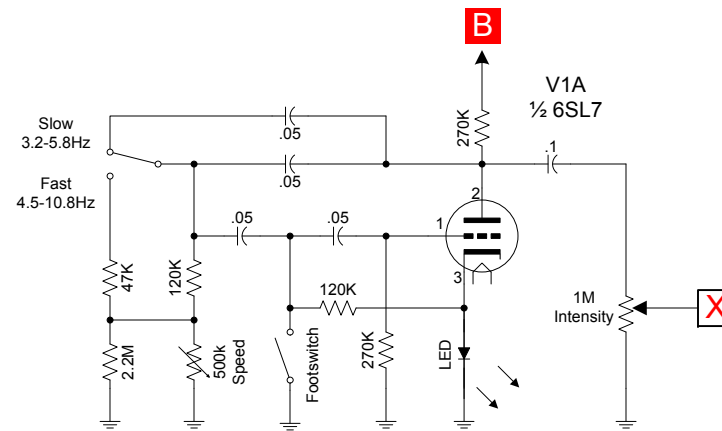 B
V1A
½ 6SL7
270K
Slow
3.2-5.8Hz
.05
.05
.1
Fast
4.5-10.8Hz
2
1
3
.05
.05
47K
120K
120K
1M
Intensity
X
2.2M
500k
Speed
Footswitch
270K
LED